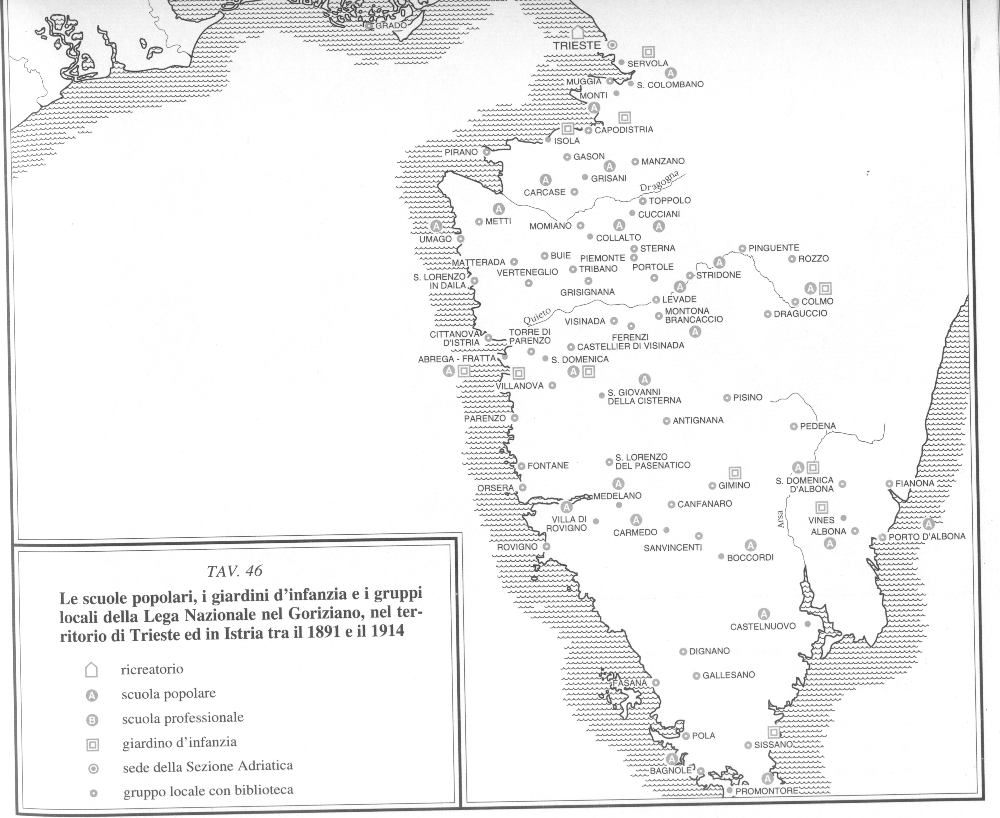 GRADO
TRIESTE
SERVOLA
A
MUGGIA
S. COLOMBANO
MONTI
A
CAPODISTRIA
ISOLA
PIRANO
GASON
MANZANO
A
GRISANI
A
CARCASE
Dragogna
TOPPOLO
A
METTI
CUCCIANI
MOMIANO
A
A
A
UMAGO
COLLALTO
STERNA
PINGUENTE
BUIE
PIEMONTE
ROZZO
MATTERADA
A
VERTENEGLIO
TRIBANO
PORTOLE
STRIDONE
S. LORENZO
IN DAILA
A
A
GRISIGNANA
LEVADE
COLMO
Quieto
MONTONA
BRANCACCIO
DRAGUCCIO
VISINADA
A
CITTANOVA
D'ISTRIA
TORRE DI
PARENZO
FERENZI
CASTELLIER DI VISINADA
ABREGA - FRATTA
S. DOMENICA
A
A
A
VILLANOVA
S. GIOVANNI
DELLA CISTERNA
PISINO
PARENZO
ANTIGNANA
PEDENA
FONTANE
S. LORENZO
DEL PASENATICO
A
ORSERA
A
GIMINO
S. DOMENICA
D'ALBONA
FIANONA
MEDELANO
A
CANFANARO
VILLA DI
ROVIGNO
A
CARMEDO
Arsa
VINES
A
ALBONA
PORTO D'ALBONA
A
ROVIGNO
SANVINCENTI
A
BOCCORDI
A
CASTELNUOVO
DIGNANO
GALLESANO
FASANA
POLA
SISSANO
A
BAGNOLE
A
PROMONTORE
TAV. 46
Le scuole popolari, i giardini d'infanzia e i gruppi
locali della Lega Nazionale nel Goriziano, nel ter-
ritorio di Trieste ed in Istria tra il 1891 e il 1914
ricreatorio
A scuola popolare
B scuola professionale
giardino d'infanzia
sede della Sezione Adriatica
gruppo locale con biblioteca